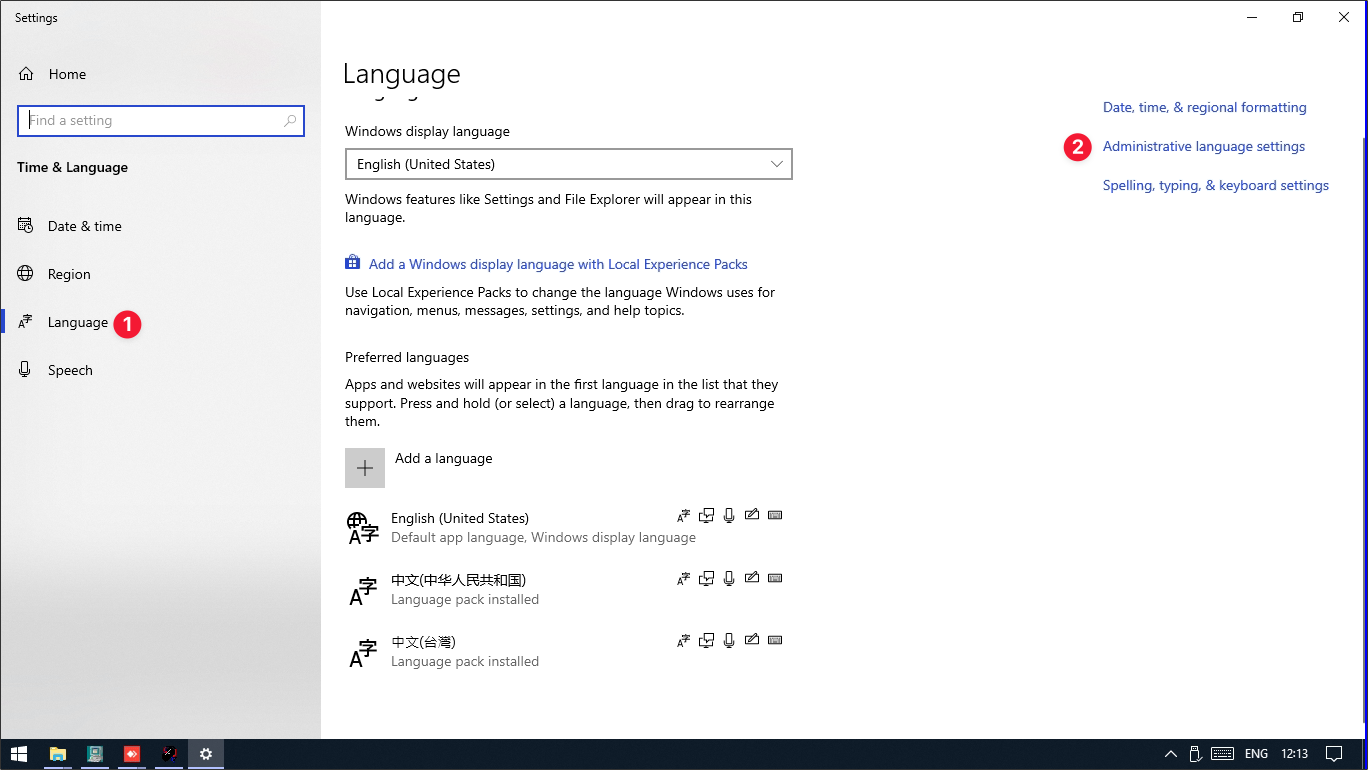 Settings
Home
Find a setting
Time & Language
Date & time
Region
Language
1
Speech
Language
Windows display language
English (United States)
Windows features like Settings and File Explorer will appear in this
language.
Add a Windows display language with Local Experience Packs
Use Local Experience Packs to change the language Windows uses for
navigation, menus, messages, settings, and help topics.
Preferred languages
Apps and websites will appear in the first language in the list that they
support. Press and hold (or select) a language, then drag to rearrange
them.
Add a language
English (United States)
Default app language, Windows display language
中文(中华人民共和国)
Language pack installed
中文(台灣)
Language pack installed
Date, time, & regional formatting
2
Administrative language settings
Spelling, typing, & keyboard settings
ENG
12:13